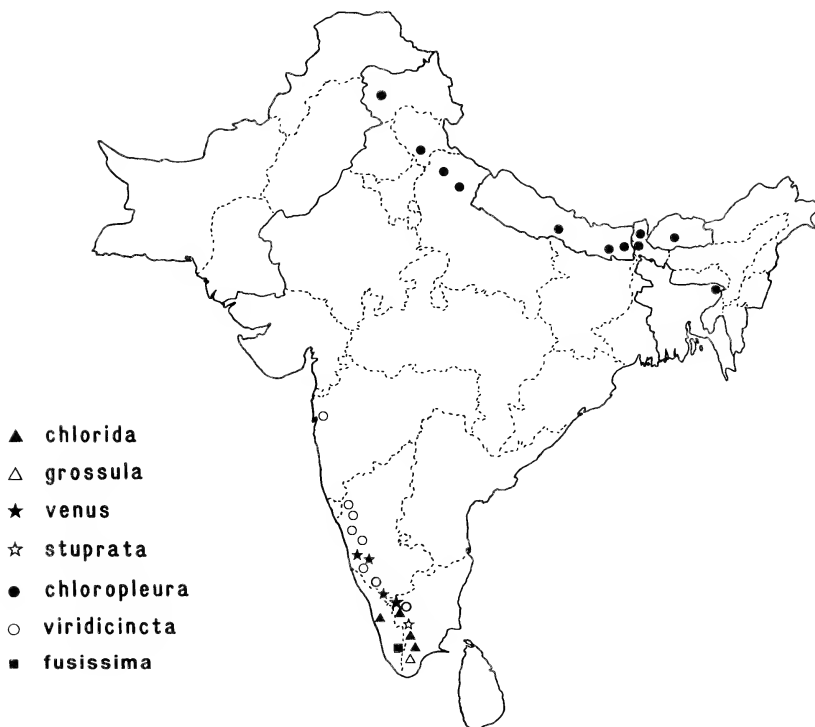 chlorida
grossula
venus
stuprata
chloropleura
viridicincta
fusissima